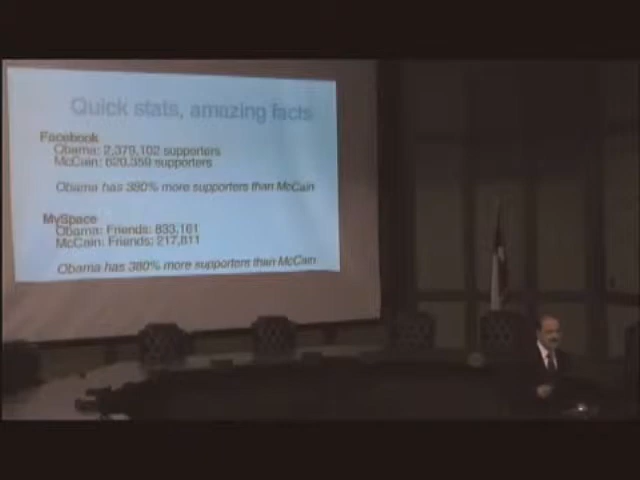 Quick stats, amazing facts
Facebook
Obama: 2,379,102 supporters
McCain: 620,359 supporters
Obama has 380% more supporters than McCain
MySpace
Obama: Friends: 833,161
McCain: Friends: 217,811
Obama has 380% more supporters than McCain